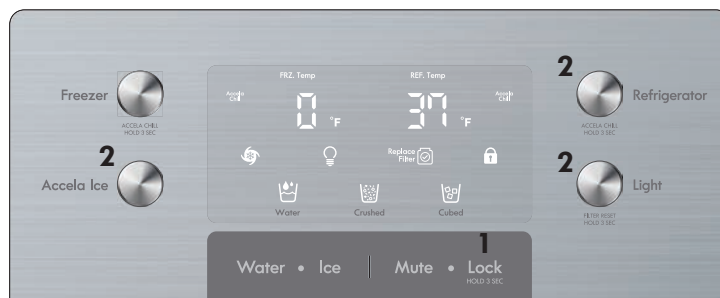 FRZ. Temp
REF. Temp
2
Freezer
Accela
Chill
0 °F
37 °F
Accela
Chill
Refrigerator
ACCELA CHILL
HOLD 3 SEC
ACCELA CHILL
HOLD 3 SEC
2
Replace
Filter
2
Accela Ice
Light
Water
Crushed
Cubed
FILTER RESET
HOLD 3 SEC
1
Water • Ice | Mute • Lock
HOLD 3 SEC